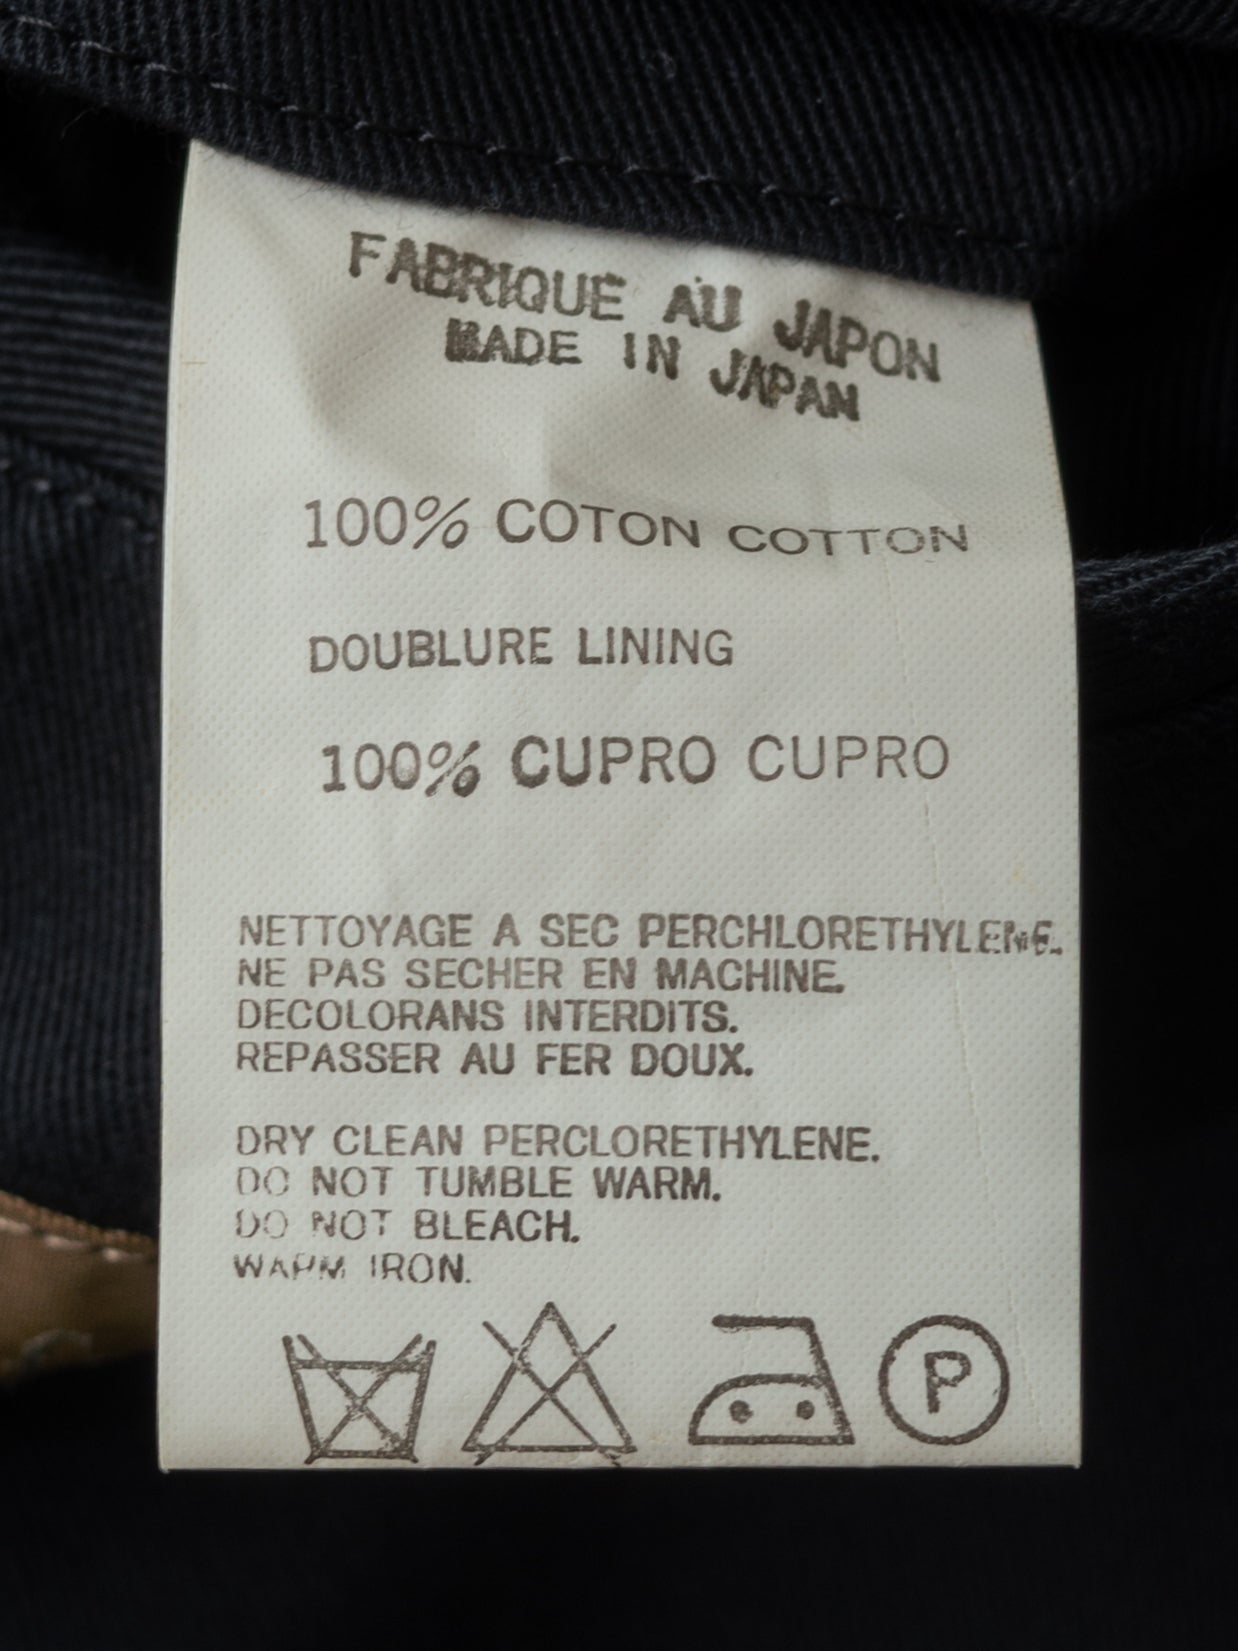 FABRIQUE AU JAPON
MADE IN JAPAN
100% COTON COTTON
DOUBLURE LINING
100% CUPRO CUPRO
NETTOYAGE A SEC PERCHLORETHYLENE.
NE PAS SECHER EN MACHINE.
DECOLORANS INTERDITS.
REPASSER AU FER DOUX.
DRY CLEAN PERCLORETHYLENE.
DO NOT TUMBLE WARM.
DO NOT BLEACH.
WARM IRON.
P